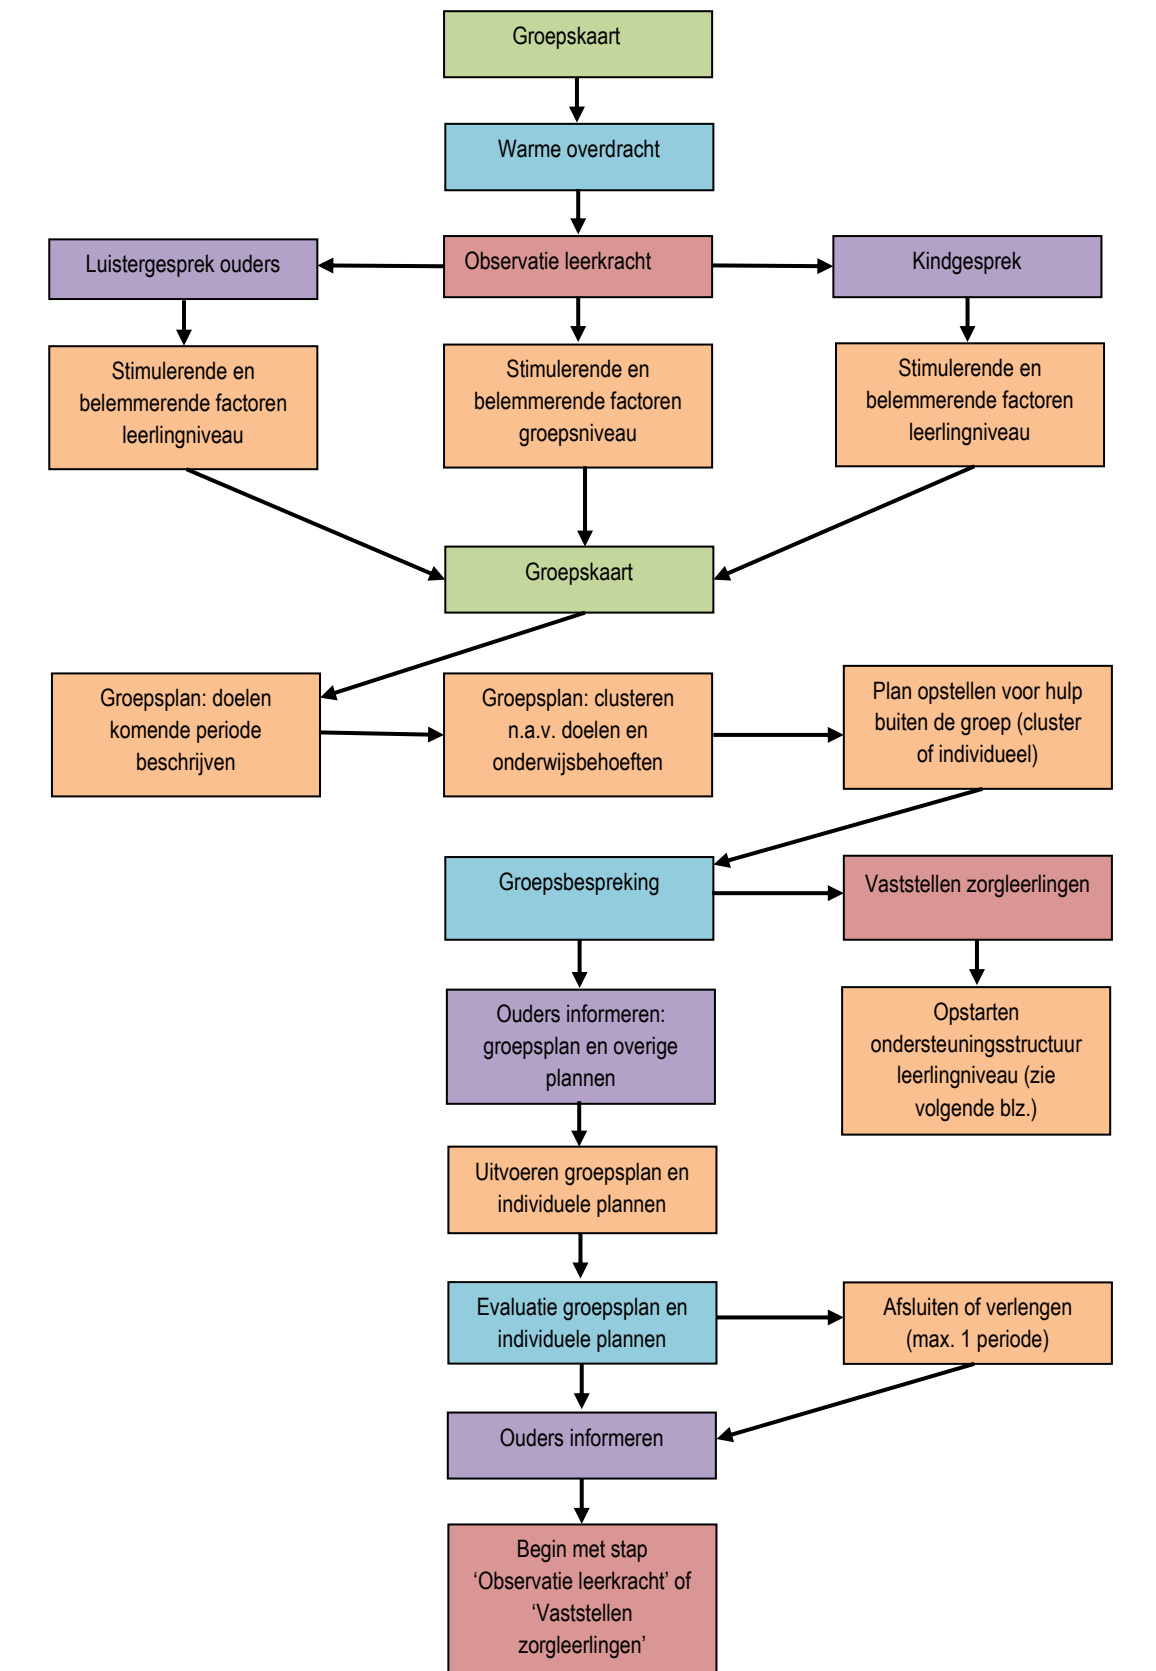 Groepskaart
Warme overdracht
Luistergesprek ouders
Observatie leerkracht
Kindgesprek
Stimulerende en
belemmerende factoren
leerlingniveau
Stimulerende en
belemmerende factoren
groepsniveau
Stimulerende en
belemmerende factoren
leerlingniveau
Groepskaart
Groepsplan: doelen
komende periode
beschrijven
Groepsplan: clusteren
n.a.v. doelen en
onderwijsbehoeften
Plan opstellen voor hulp
buiten de groep (cluster
of individueel)
Groepsbespreking
Vaststellen zorgleerlingen
Ouders informeren:
groepsplan en overige
plannen
Opstarten
ondersteuningsstructuur
leerlingniveau (zie
volgende blz.)
Uitvoeren groepsplan en
individuele plannen
Evaluatie groepsplan en
individuele plannen
Afsluiten of verlengen
(max. 1 periode)
Ouders informeren
Begin met stap
‘Observatie leerkracht’ of
‘Vaststellen
zorgleerlingen’